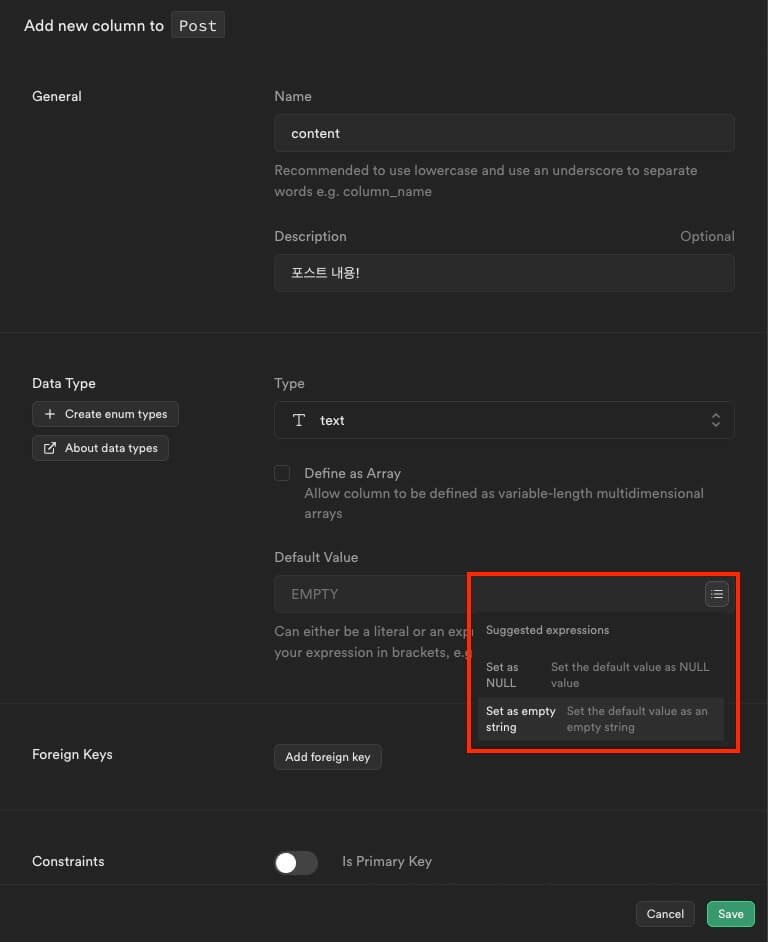 Add new column to Post
General
Name
content
Recommended to use lowercase and use an underscore to separate
words e.g. column_name
Description
Optional
포스트 내용!
Data Type
Create enum types
About data types
Type
text
Define as Array
Allow column to be defined as variable-length multidimensional
arrays
Default Value
EMPTY
Can either be a literal or an
your expression in brackets, e.g
Suggested expressions
Set as
NULL
Set the default value as NULL
value
Set as empty
string
Set the default value as an
empty string
Foreign Keys
Add foreign key
Constraints
Is Primary Key
Cancel
Save